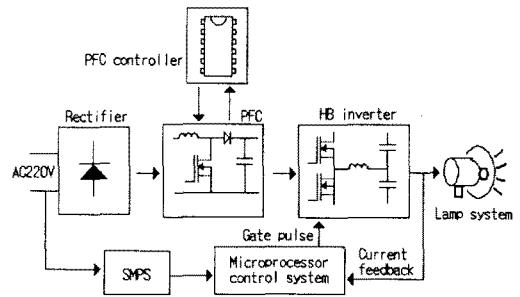 PFC controller
Rectifier
PFC
HB inverter
AC220V
Lamp system
Gate pulse
SMPS
Microprocessor
control system
Current
feedback